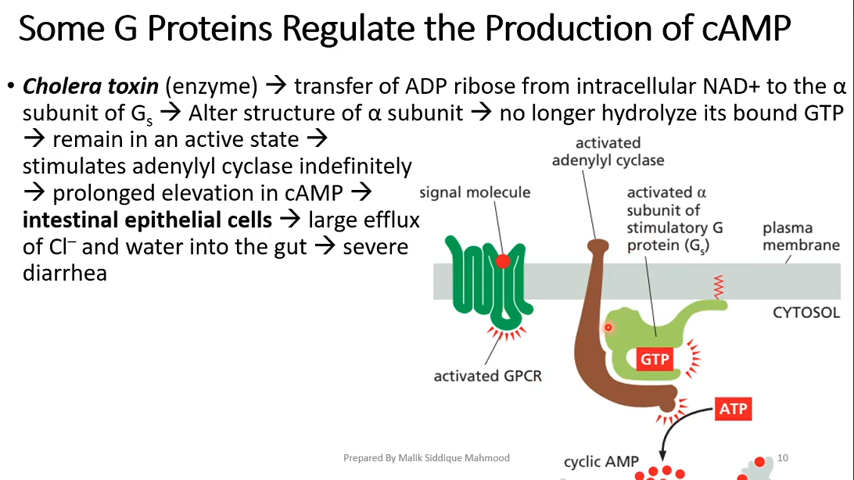 Some G Proteins Regulate the Production of cAMP
• Cholera toxin (enzyme) → transfer of ADP ribose from intracellular NAD+ to the α
subunit of Gs → Alter structure of α subunit → no longer hydrolyze its bound GTP
→ remain in an active state →
stimulates adenylyl cyclase indefinitely
→ prolonged elevation in cAMP →
intestinal epithelial cells → large efflux
of Cl⁻ and water into the gut → severe
diarrhea
activated
adenylyl cyclase
signal molecule
activated α
subunit of
stimulatory G
protein (Gs)
plasma
membrane
CYTOSOL
GTP
activated GPCR
ATP
cyclic AMP
Prepared By Malik Siddique Mahmood
10